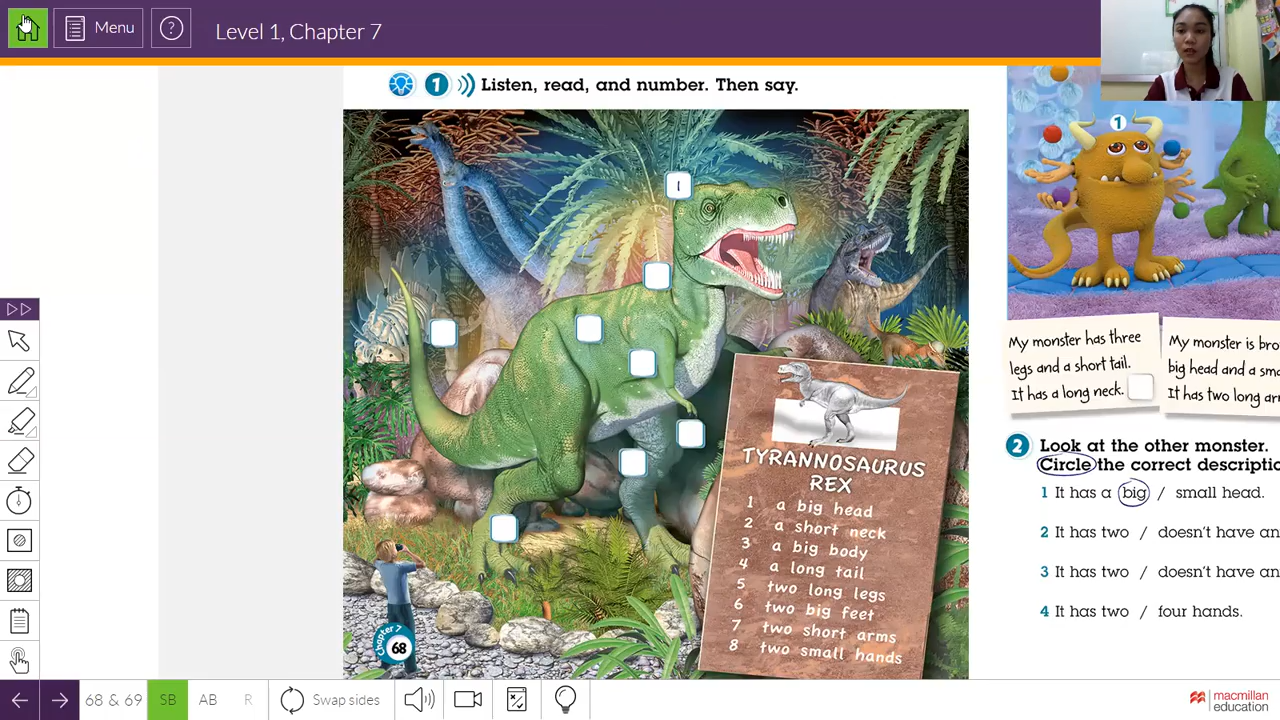 Menu
?
Level 1, Chapter 7
1 Listen, read, and number. Then say.
1
TYRANNOSAURUS
REX
1 a big head
2 a short neck
3 a big body
4 a long tail
5 two long legs
6 two big feet
7 two short arms
8 two small hands
Chapter 7
68
1
My monster has three
legs and a short tail.
It has a long neck.
My monster is bro
big head and a sm
It has two long ar
2 Look at the other monster.
Circle the correct descriptio
1 It has a big / small head.
2 It has two / doesn't have an
3 It has two / doesn't have an
4 It has two / four hands.
68 & 69
SB
AB
R
Swap sides
macmillan
education